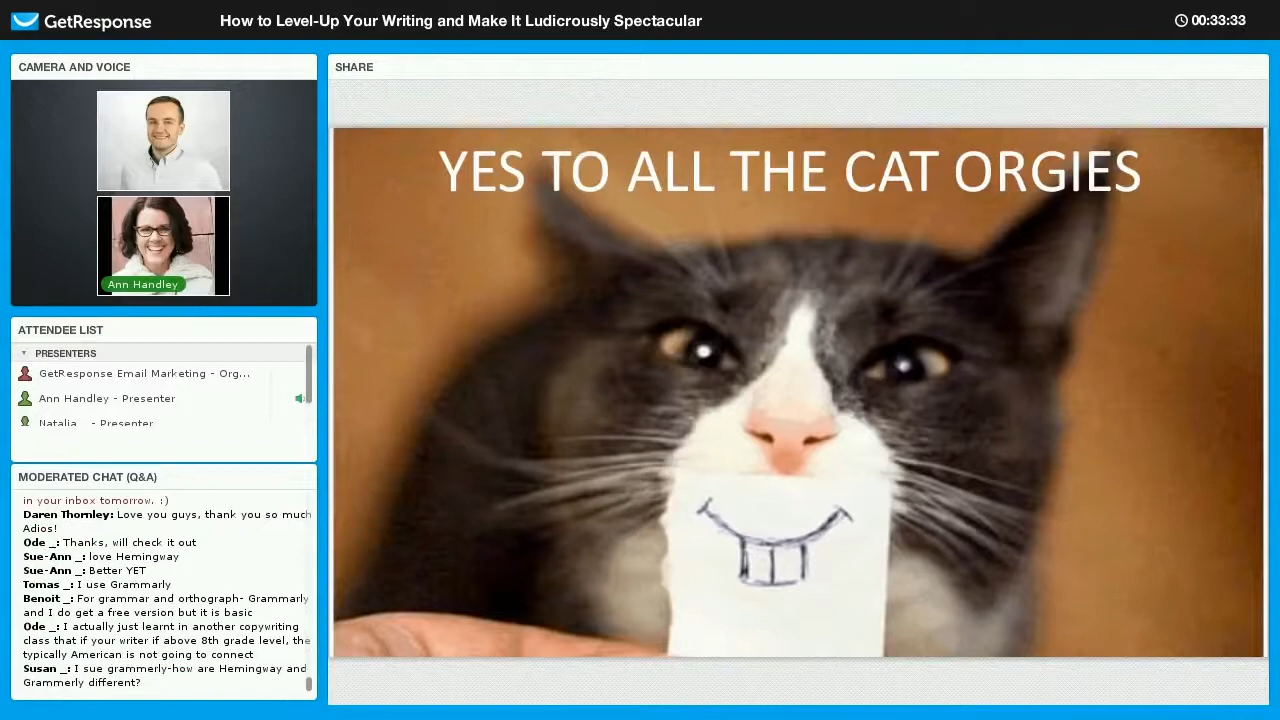 GetResponse
How to Level-Up Your Writing and Make It Ludicrously Spectacular
00:33:33
CAMERA AND VOICE
Ann Handley
ATTENDEE LIST
PRESENTERS
GetResponse Email Marketing - Org...
Ann Handley - Presenter
Natalia _ - Presenter
MODERATED CHAT (Q&A)
in your inbox tomorrow. :)
Daren Thornley: Love you guys, thank you so much
Adios!
Ode _: Thanks, will check it out
Sue-Ann _: love Hemingway
Sue-Ann _: Better YET
Tomas _: I use Grammarly
Benoit _: For grammar and orthograph- Grammarly
and I do get a free version but it is basic
Ode _: I actually just learnt in another copywriting
class that if your writer if above 8th grade level, the
typically American is not going to connect
Susan _: I sue grammerly-how are Hemingway and
Grammerly different?
SHARE
YES TO ALL THE CAT ORGIES